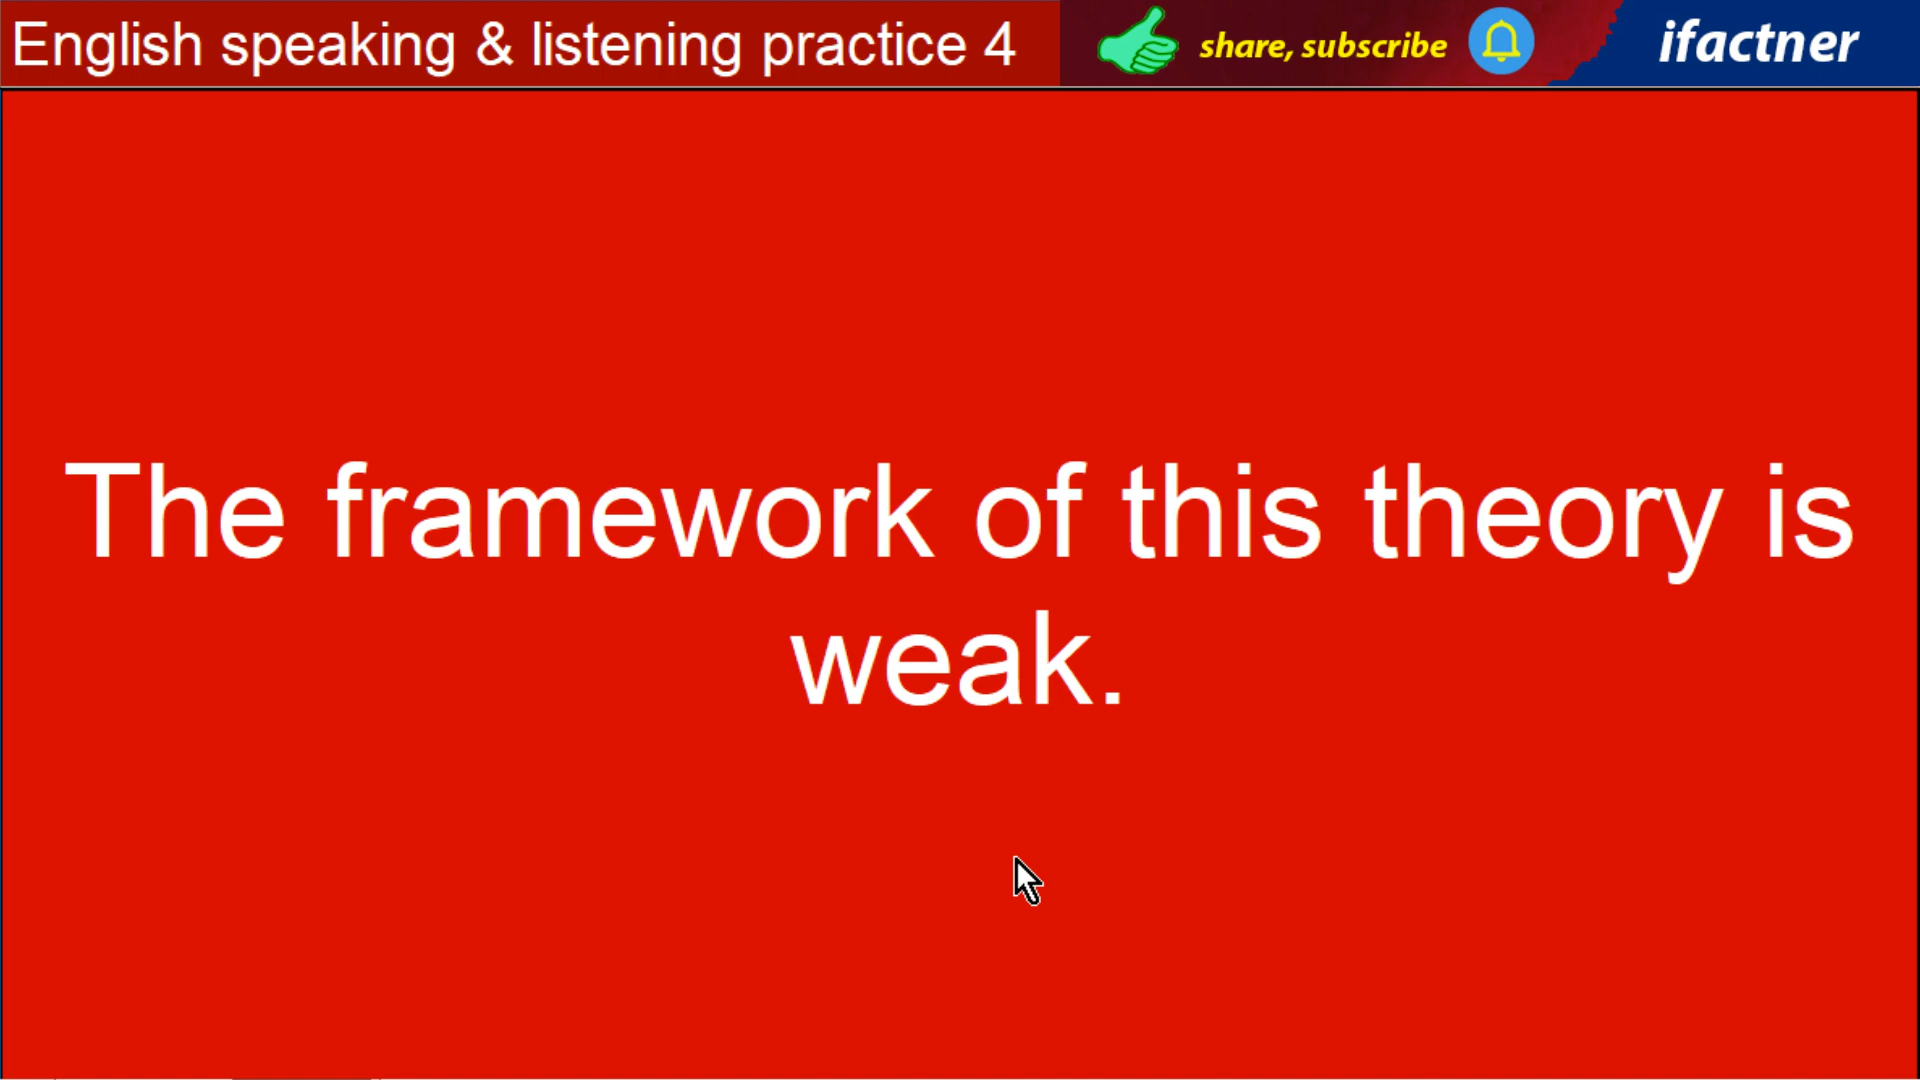 English speaking & listening practice 4
share, subscribe
ifactner
The framework of this theory is
weak.